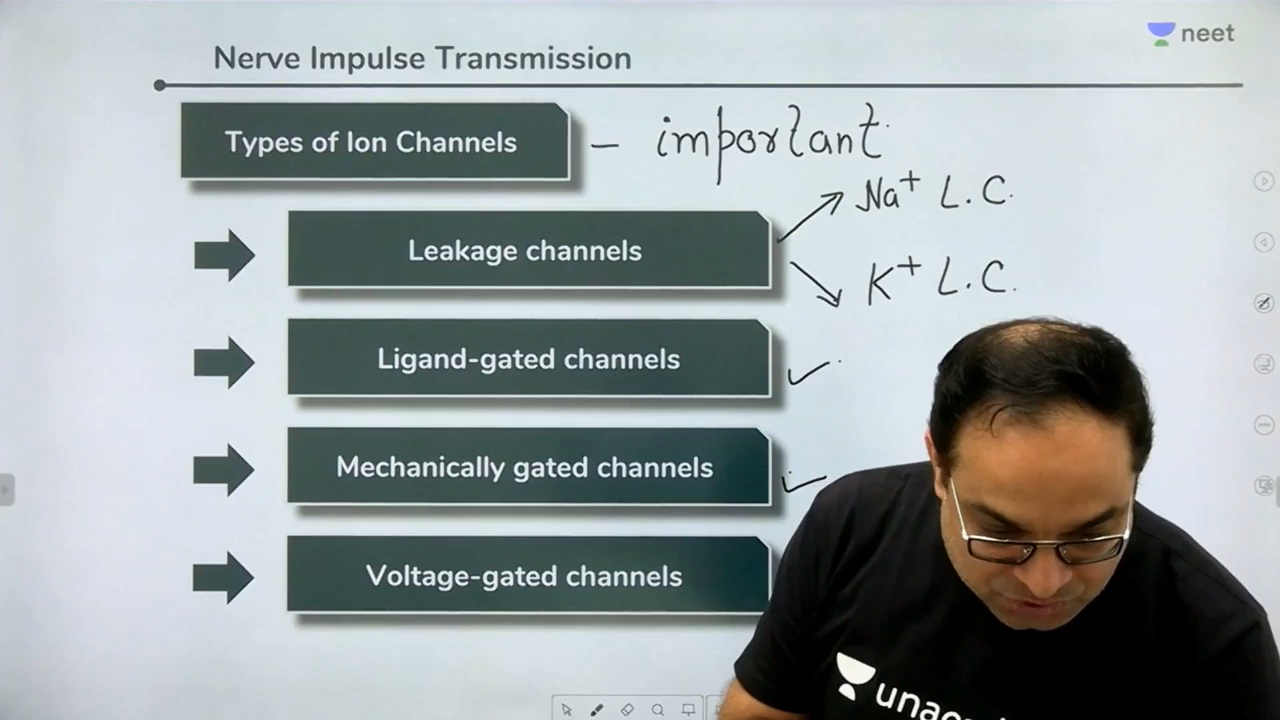 neet
Nerve Impulse Transmission
Types of Ion Channels – important
Na+ L.C.
Leakage channels
K+ L.C.
Ligand-gated channels
Mechanically gated channels
Voltage-gated channels